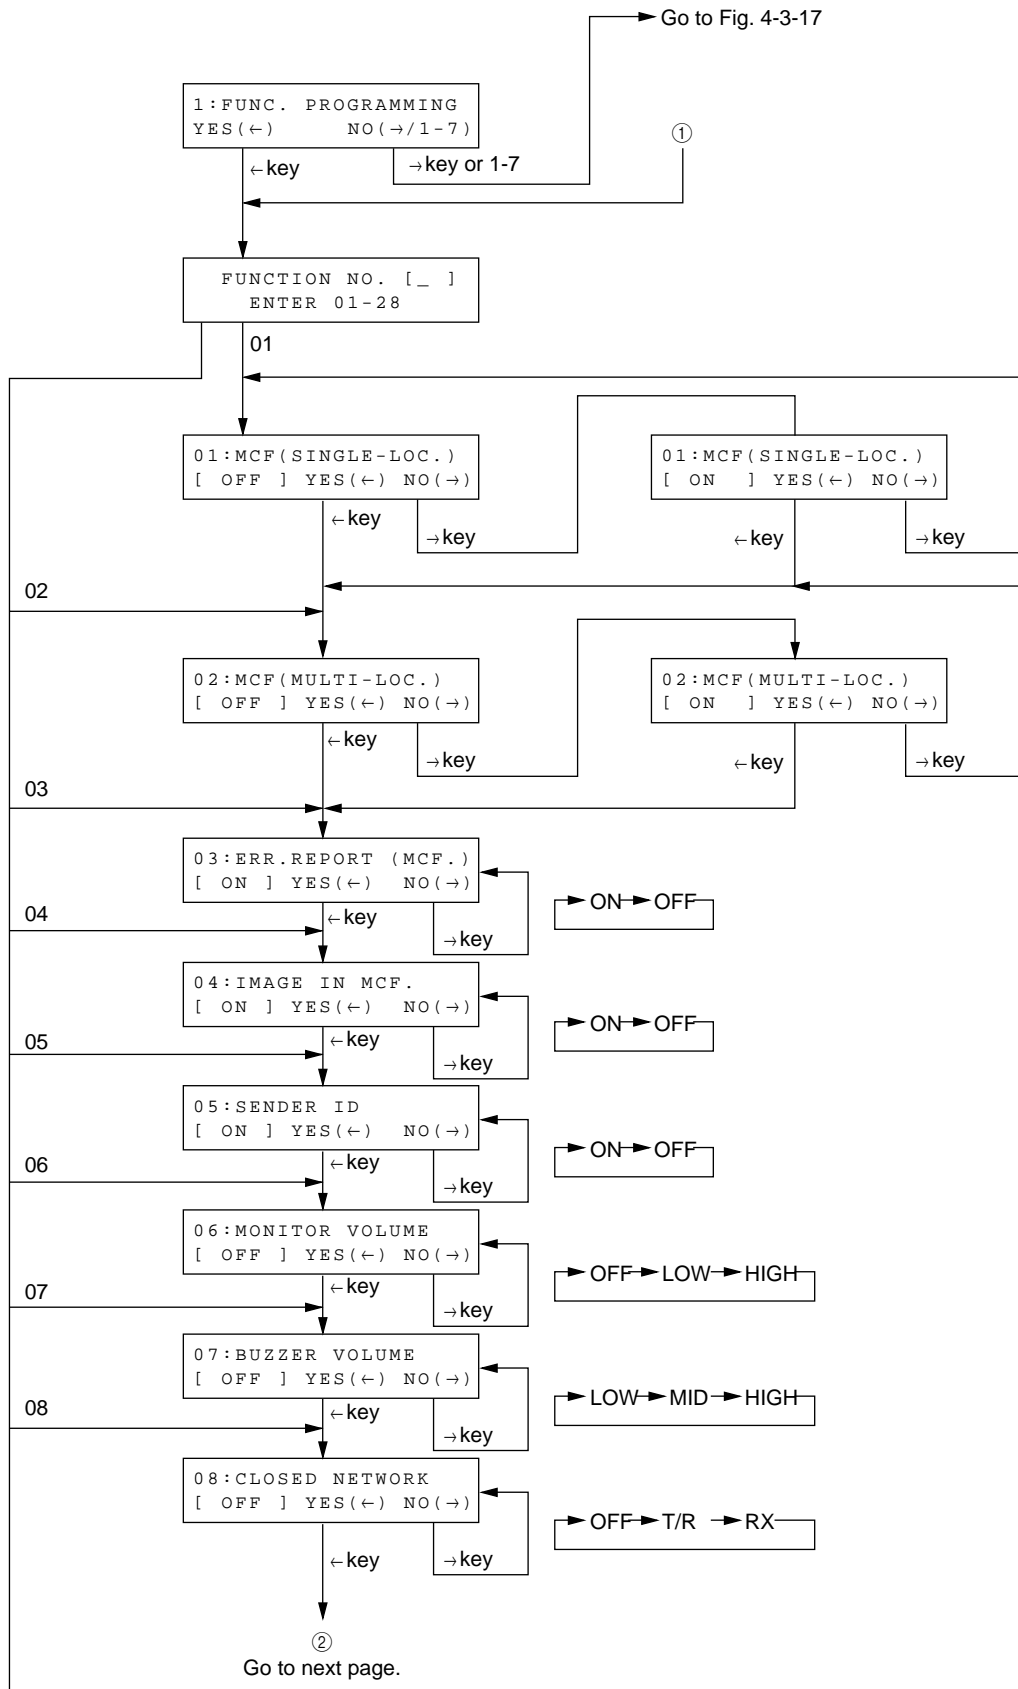 Go to Fig. 4-3-17
1:FUNC. PROGRAMMING
YES(←) NO(→/1-7)
①
←key
→key or 1-7
FUNCTION NO. [_ ]
ENTER 01-28
01
01:MCF(SINGLE-LOC.)
[ OFF ] YES(←) NO(→)
01:MCF(SINGLE-LOC.)
[ ON ] YES(←) NO(→)
←key
→key
←key
→key
02
02:MCF(MULTI-LOC.)
[ OFF ] YES(←) NO(→)
02:MCF(MULTI-LOC.)
[ ON ] YES(←) NO(→)
←key
→key
←key
→key
03
03:ERR.REPORT (MCF.)
[ ON ] YES(←) NO(→)
ON OFF
04
←key
→key
04:IMAGE IN MCF.
[ ON ] YES(←) NO(→)
ON OFF
05
←key
→key
05:SENDER ID
[ ON ] YES(←) NO(→)
ON OFF
06
←key
→key
06:MONITOR VOLUME
[ OFF ] YES(←) NO(→)
OFF LOW HIGH
07
←key
→key
07:BUZZER VOLUME
[ OFF ] YES(←) NO(→)
LOW MID HIGH
08
←key
→key
08:CLOSED NETWORK
[ OFF ] YES(←) NO(→)
OFF T/R RX
←key
→key
②
Go to next page.